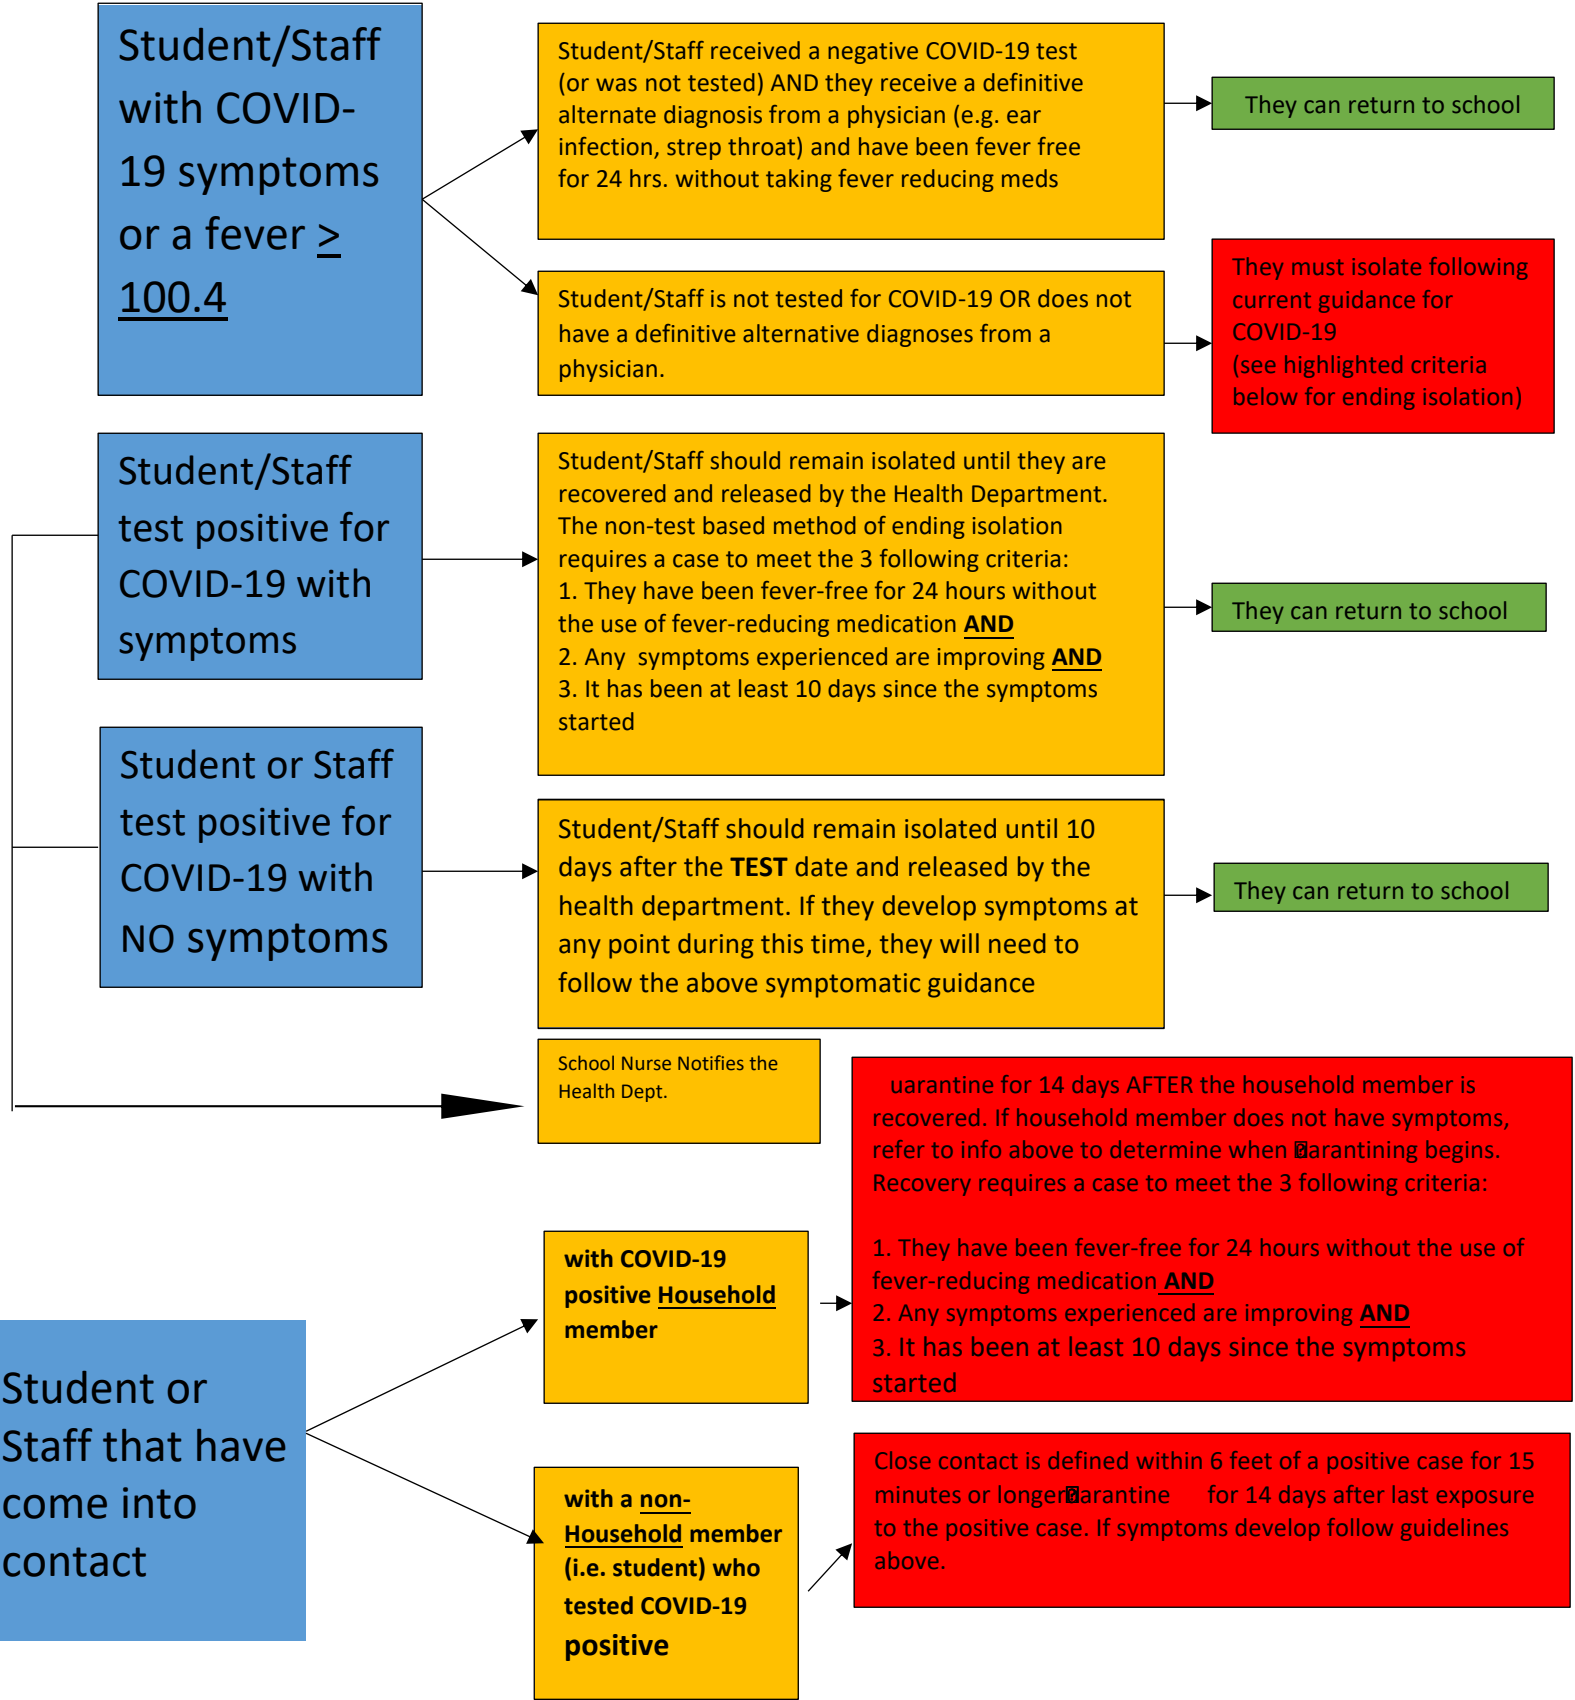 Student/Staff
with COVID-
19 symptoms
or a fever ≥
100.4
Student/Staff received a negative COVID-19 test
(or was not tested) AND they receive a definitive
alternate diagnosis from a physician (e.g. ear
infection, strep throat) and have been fever free
for 24 hrs. without taking fever reducing meds
They can return to school
Student/Staff is not tested for COVID-19 OR does not
have a definitive alternative diagnoses from a
physician.
They must isolate following
current guidance for
COVID-19
(see highlighted criteria
below for ending isolation)
Student/Staff
test positive for
COVID-19 with
symptoms
Student/Staff should remain isolated until they are
recovered and released by the Health Department.
The non-test based method of ending isolation
requires a case to meet the 3 following criteria:
1. They have been fever-free for 24 hours without
the use of fever-reducing medication AND
2. Any  symptoms experienced are improving AND
3. It has been at least 10 days since the symptoms
started
They can return to school
Student or Staff
test positive for
COVID-19 with
NO symptoms
Student/Staff should remain isolated until 10
days after the TEST date and released by the
health department. If they develop symptoms at
any point during this time, they will need to
follow the above symptomatic guidance
They can return to school
School Nurse Notifies the
Health Dept.
Student or
Staff that have
come into
contact
with COVID-19
positive Household
member
uarantine for 14 days AFTER the household member is
recovered. If household member does not have symptoms,
refer to info above to determine when arantining begins.
Recovery requires a case to meet the 3 following criteria:
1. They have been fever-free for 24 hours without the use of
fever-reducing medication AND
2. Any symptoms experienced are improving AND
3. It has been at least 10 days since the symptoms
started
with a non-
Household member
(i.e. student) who
tested COVID-19
positive
Close contact is defined within 6 feet of a positive case for 15
minutes or longer arantine for 14 days after last exposure
to the positive case. If symptoms develop follow guidelines
above.